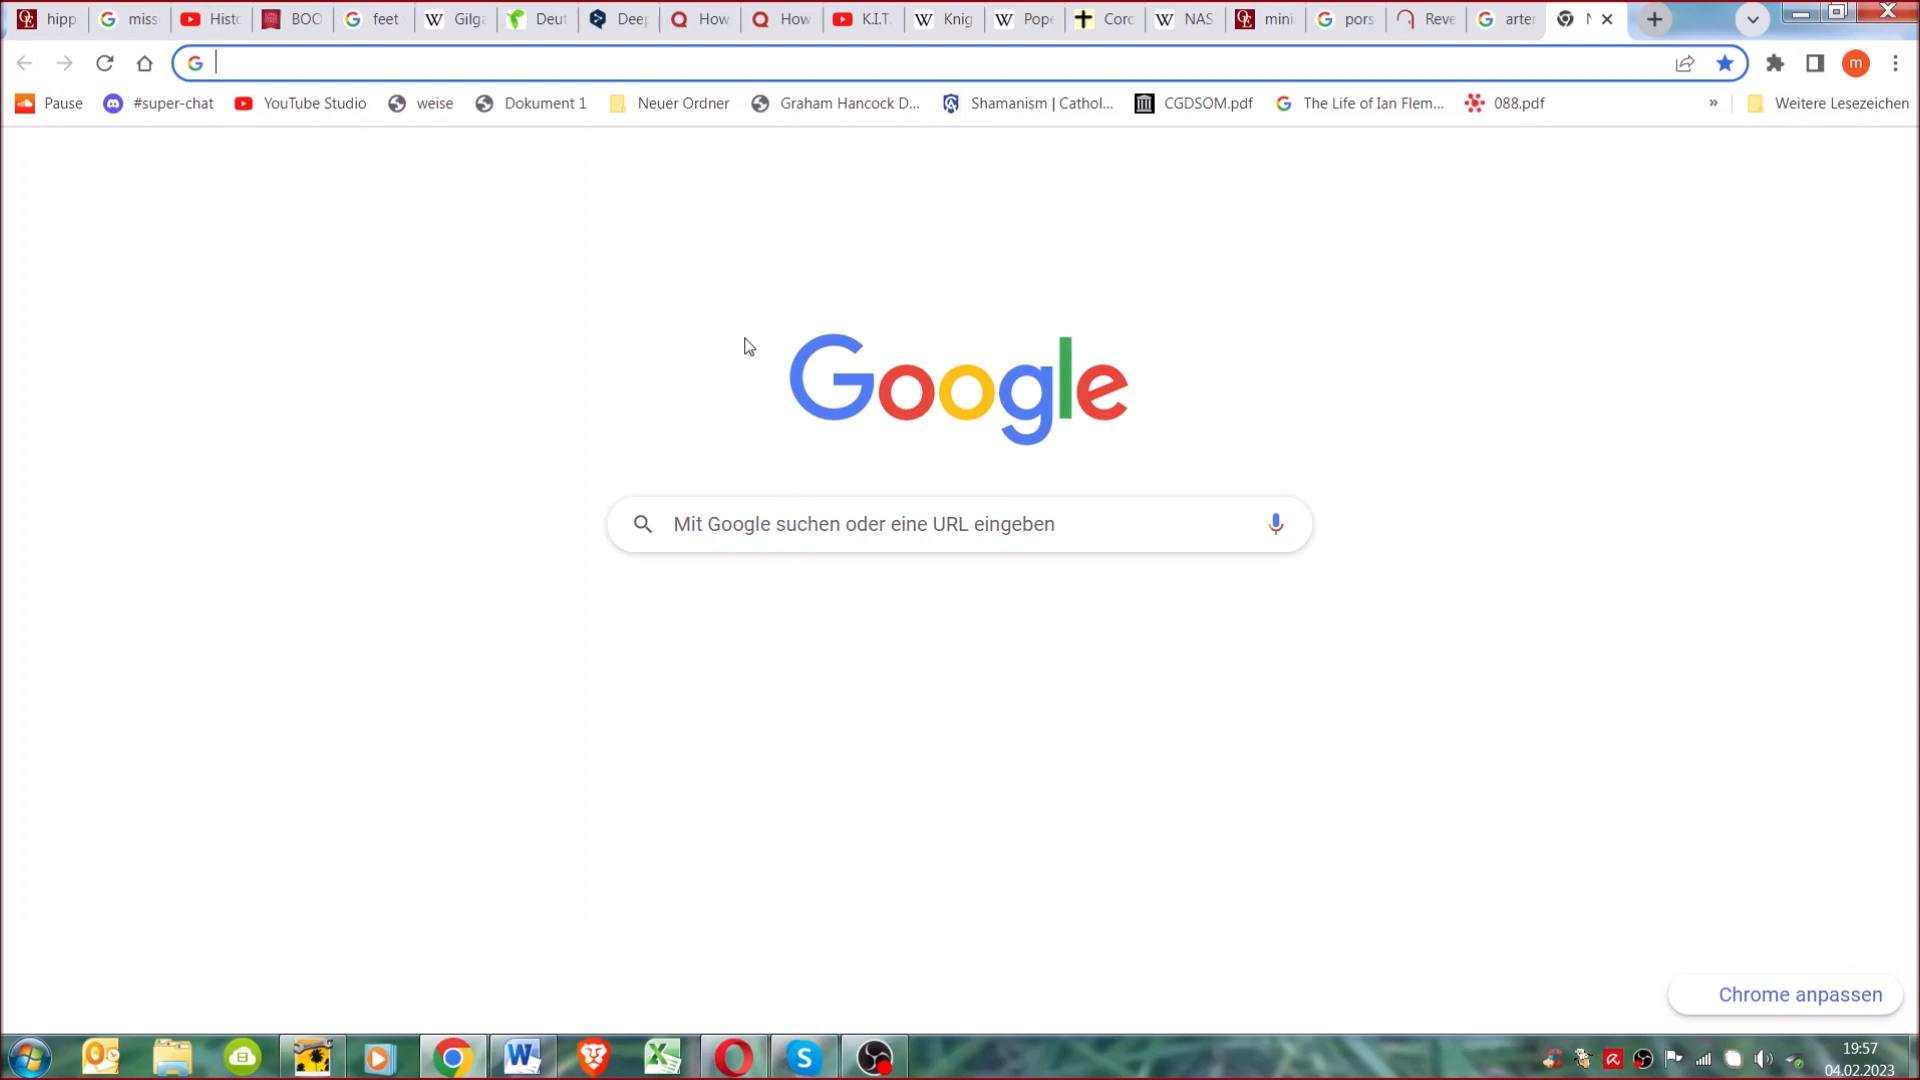 hipp
miss
Histo
BOO
feet
Gilga
Deut
Deep
How
How
K.I.T.
Knig
Pope
Corc
NAS
mini
pors
Reve
arter
N
Pause
#super-chat
YouTube Studio
weise
Dokument 1
Neuer Ordner
Graham Hancock D...
Shamanism | Cathol...
CGDSOM.pdf
The Life of Ian Flem...
088.pdf
»
Weitere Lesezeichen
m
Google
Mit Google suchen oder eine URL eingeben
Chrome anpassen
19:57
04.02.2023